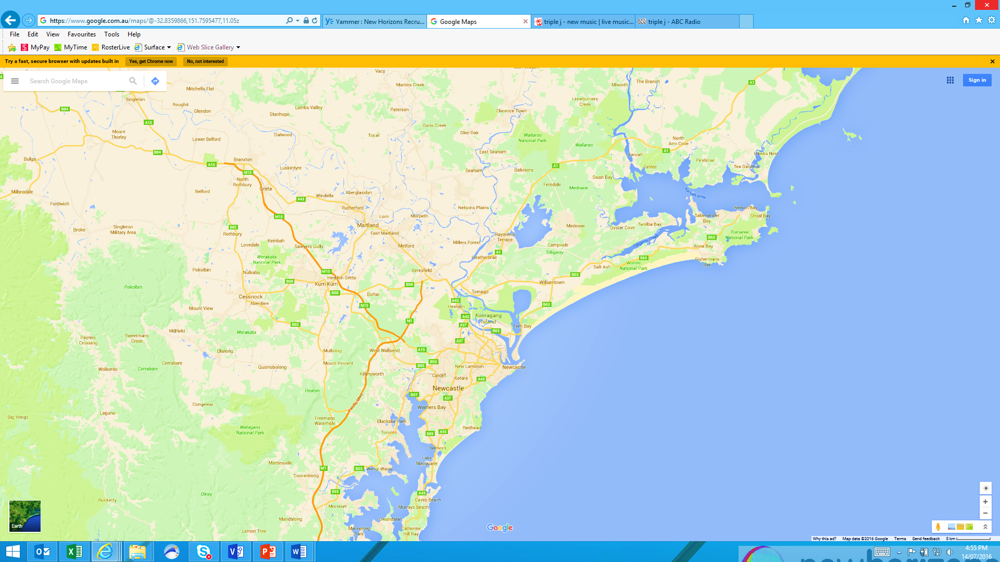 https://www.google.com.au/maps/@-32.8359866,151.7595477,11.05z
Yammer : New Horizons Recru...
Google Maps
triple j - new music | live music...
triple j - ABC Radio
File Edit View Favourites Tools Help
MyPay MyTime RosterLive Surface Web Slice Gallery
Try a fast, secure browser with updates built in Yes, get Chrome now No, not interested
Search Google Maps
Sign in
Vacy
Martins Creek
Allworth
The Branch
A1
Mitchells Flat
Singleton
Roughit
Glendon
Lambs Valley
Stanhope
Paterson
Clarence Town
Limeburners
Creek
B84
A15
Mount
Thorley
Lower Belford
Dalwood
Tocal
Duns Creek
Glen Oak
Wallaroo
National Park
Wallaroo
North
Arm Cove
A1
B84
Bulga
A15
Branxton
M15
Luskintyre
East Seaham
Seaham
Balickera
A1
Karuah
Tahlee
Pindimar
Hawks Nest
Tea Gardens
North
Rothbury
Greta
Swan Bay
Ferodale
Medowie
Karuah River
Milbrodale
Belford
Windella
Aberglasslyn
A43
Fordwich
Rutherford
Nelsons Plains
Nelson Bay
M15
Lorn
Morpeth
Salamander
Bay
Shoal Bay
Broke
Singleton
Military Area
B82
Rothbury
Maitland
East Maitland
Medowie
Oyster Cove
Tanilba Bay
Tomaree
National Park
Raymond
Terrace
B63
Lovedale
Keinbah
Sawyers Gully
Metford
Millers Forest
Campvale
Tilligerry
Tilligerry Creek
Anna Bay
A1
Heatherbrae
Werakata
National Park
B63
Worimi
National Park
Fishermans
Bay
Salt Ash
Pokolbin
Nulkaba
M15
Heddon Greta
Beresfield
B63
Pokolbin
B68
Kurri Kurri
B68
B68
Williamtown
Cessnock
Aberdare
Buttai
Tomago
M15
A43
Hexham
B63
Mount View
A43
Kooragang
Island
M1
A37
B82
Fern Bay
Millfield
Werakata
B63
Paynes
Crossing
Sweetmans
Creek
A37
Ellalong
Mulbring
West Wallsend
A15
Corrabare
Mount Vincent
B53
Wollombi
Corrabare
Quorrobolong
B89
New Lambton
Newcastle
Killingworth
Cardiff
Kotara
A43
Heaton
Newcastle
B57
A37
Congewai
Pacific Mwy
Warners Bay
Big Yengo
Laguna
Freemans
Waterhole
Blackalls Park
Watagans
National Park
Toronto
B89
A43
Redhead
Belmont
Martinsville
Lake
Macquarie
M1
B53
Wangi Wangi
Cooranbong
Olney
B53
A43
Bucketty
Caves Beach
Morisset
Murrays Beach
Mandalong
Gwandalan
Lemon Tree
Mannering
Park
Catherine
Hill Bay
Earth
Google
Why this ad? Map data ©2016 Google Terms Send feedback 5 km
4:55 PM
14/07/2016